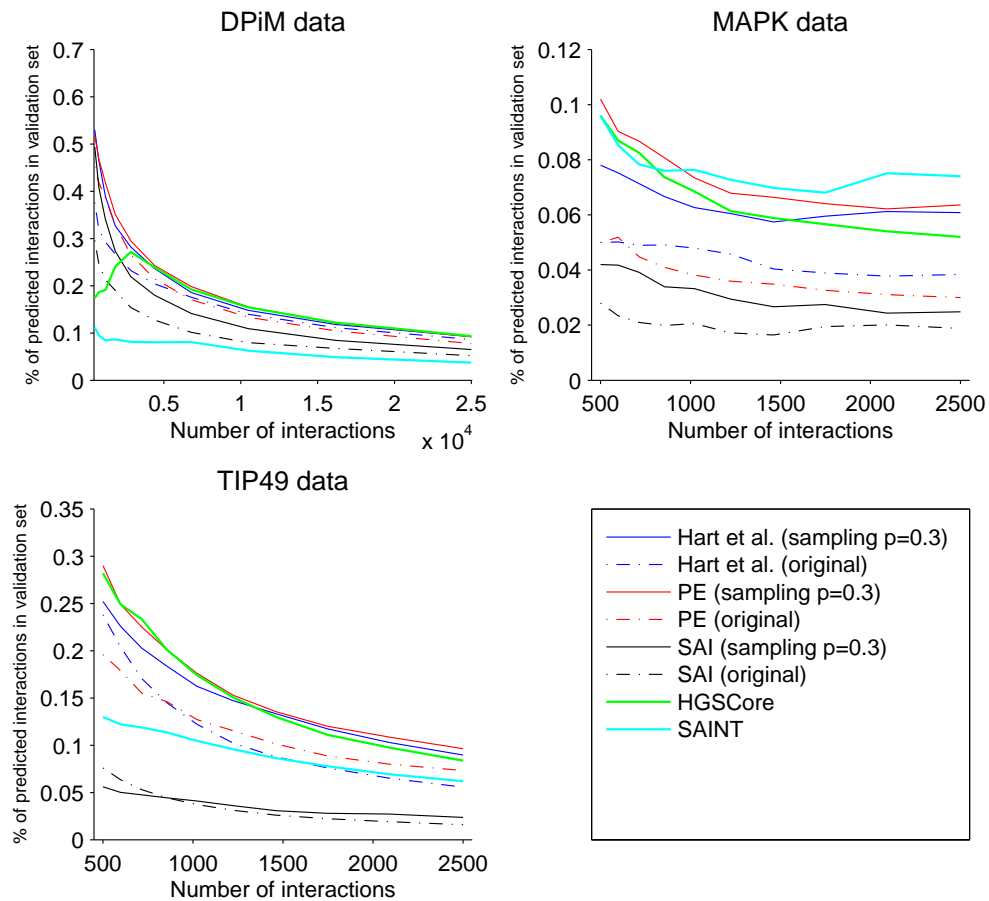 DPiM data
% of predicted interactions in validation set
0.7
0.6
0.5
0.4
0.3
0.2
0.1
0
0.5
1
1.5
2
2.5
x 10^4
Number of interactions
MAPK data
% of predicted interactions in validation set
0.12
0.1
0.08
0.06
0.04
0.02
0
500
1000
1500
2000
2500
Number of interactions
TIP49 data
% of predicted interactions in validation set
0.35
0.3
0.25
0.2
0.15
0.1
0.05
0
500
1000
1500
2000
2500
Number of interactions
Hart et al. (sampling p=0.3)
Hart et al. (original)
PE (sampling p=0.3)
PE (original)
SAI (sampling p=0.3)
SAI (original)
HGSCore
SAINT